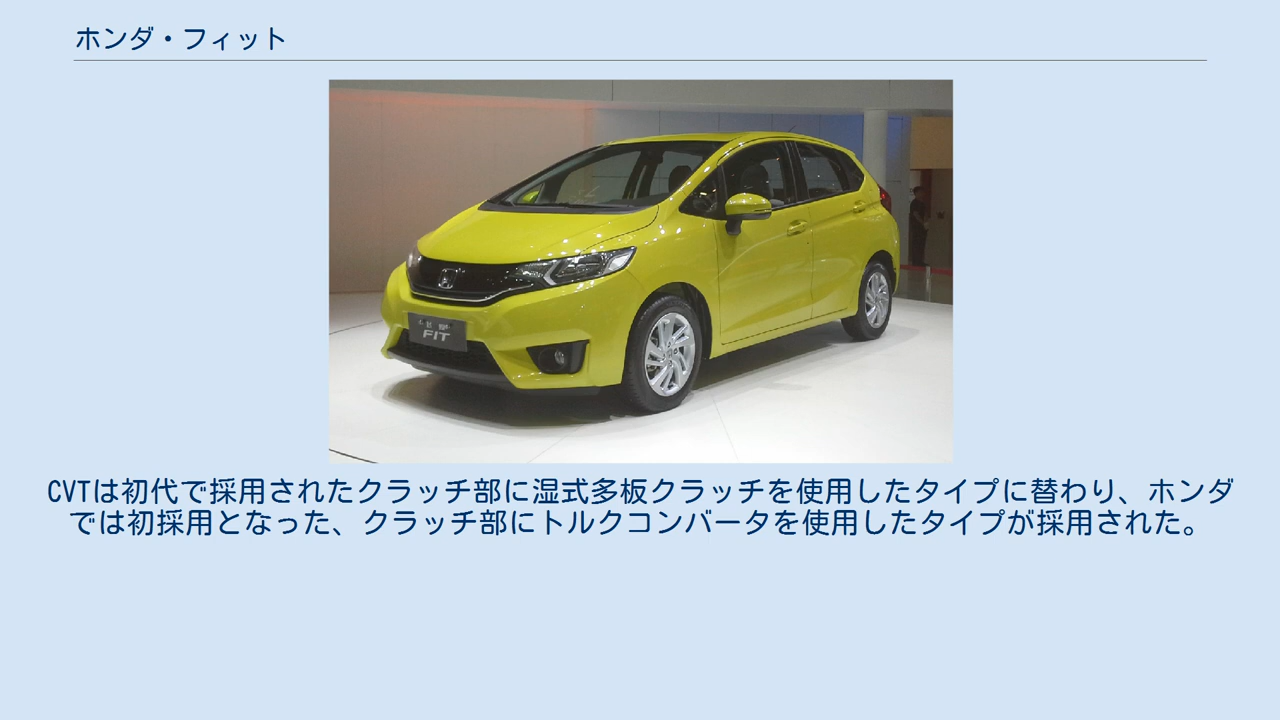 ホンダ・フィット
FIT
CVTは初代で採用されたクラッチ部に湿式多板クラッチを使用したタイプに替わり、ホンダ
では初採用となった、クラッチ部にトルクコンバータを使用したタイプが採用された。